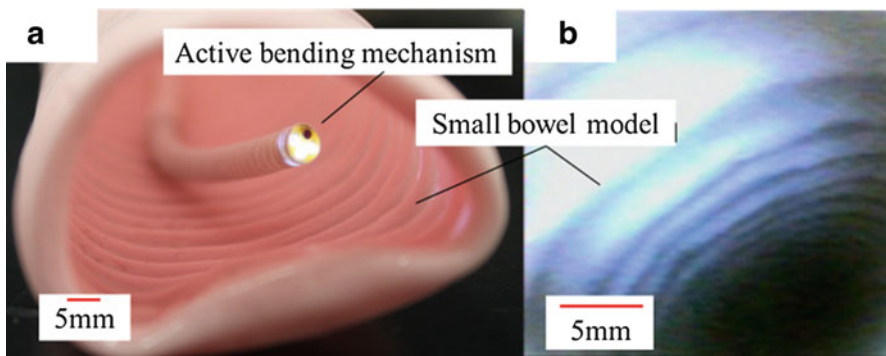 a
Active bending mechanism
b
Small bowel model
5mm
5mm